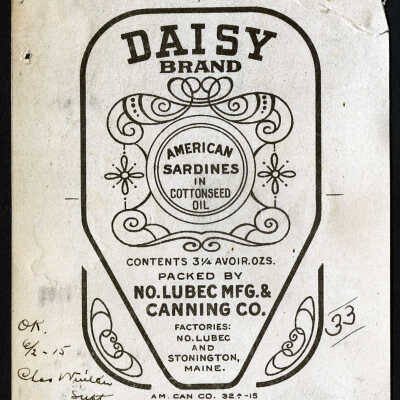 DAISY
BRAND
AMERICAN
SARDINES
IN
COTTONSEED
OIL
CONTENTS 3¼ AVOIR.OZS.
PACKED BY
NO.LUBEC MFG.&
CANNING CO.
FACTORIES:
NO.LUBEC
AND
STONINGTON,
MAINE.
33
OK.
6/2-15
Supt
AM. CAN CO. 32